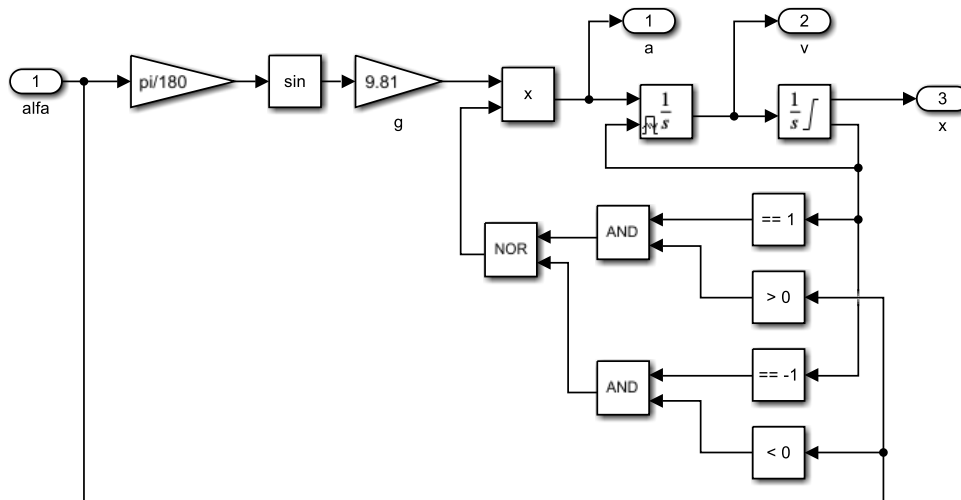 1
a
2
v
1
alfa
pi/180
sin
9.81
g
x
1
s
1
s
3
x
== 1
AND
NOR
> 0
== -1
AND
< 0